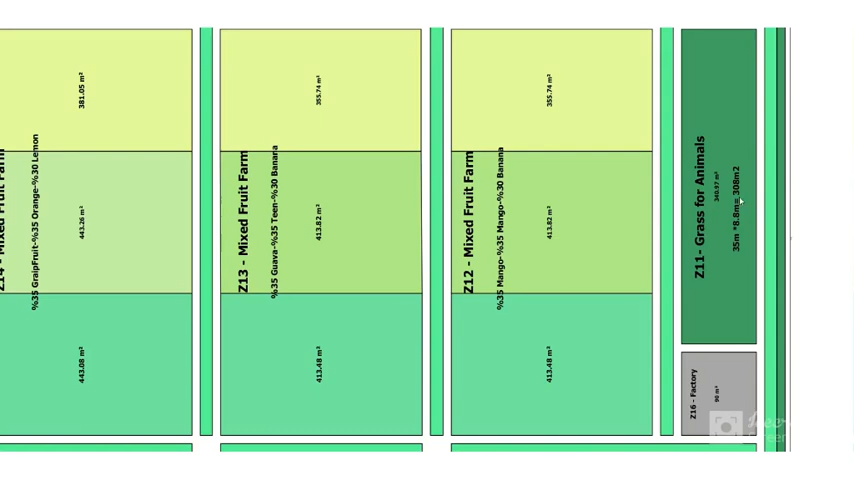 381.05 m²
443.26 m²
443.08 m²
Z14 - Mixed Fruit Farm
%35 GraipFruit-%35 Orange-%30 Lemon
355.74 m²
413.82 m²
413.48 m²
Z13 - Mixed Fruit Farm
%35 Guava-%35 Teen-%30 Banana
355.74 m²
413.82 m²
413.48 m²
Z12 - Mixed Fruit Farm
%35 Mango-%35 Mango-%30 Banana
Z11- Grass for Animals
340.97 m²
35m *8.8m= 308m2
Z16 - Factory
90 m²